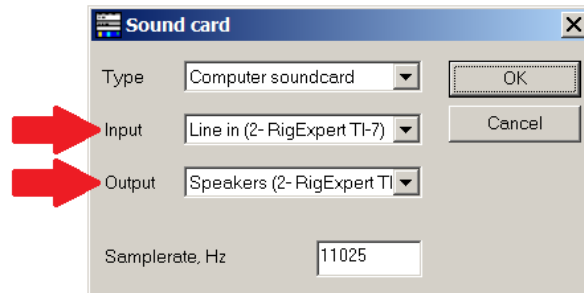 Sound card
Type Computer soundcard OK
Input Line in (2- RigExpert TI-7) Cancel
Output Speakers (2- RigExpert TI
Samplerate, Hz 11025